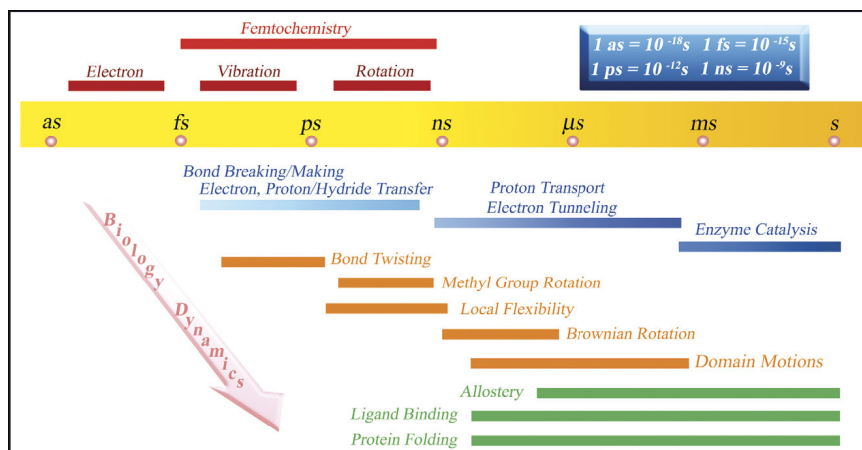 Femtochemistry
1 as = 10 -18s 1 fs = 10 -15s
1 ps = 10 -12s 1 ns = 10 -9s
Electron Vibration Rotation
as fs ps ns μs ms s
Bond Breaking/Making
Electron, Proton/Hydride Transfer
Proton Transport
Electron Tunneling
Enzyme Catalysis
Biology Dynamics
Bond Twisting
Methyl Group Rotation
Local Flexibility
Brownian Rotation
Domain Motions
Allostery
Ligand Binding
Protein Folding